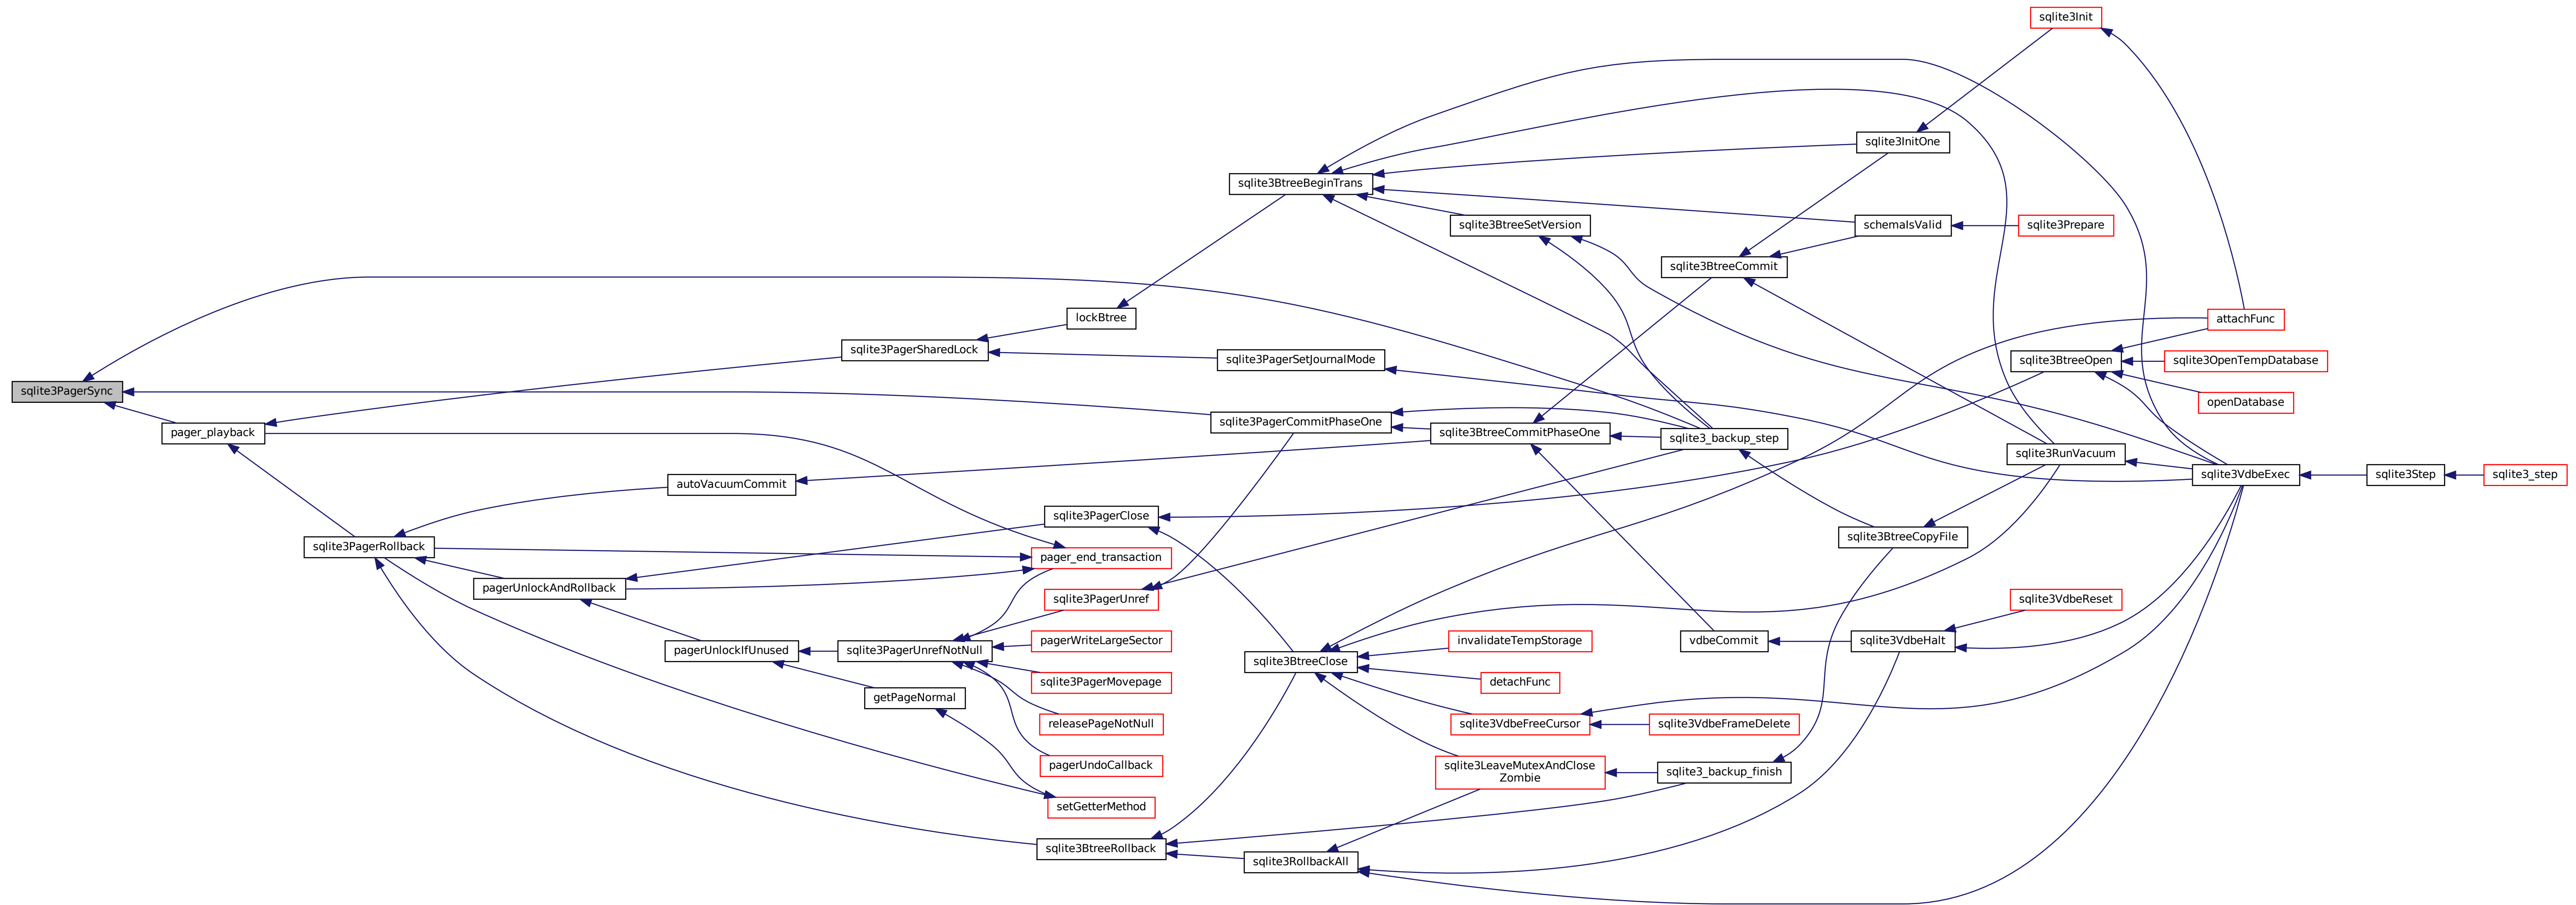 sqlite3Init
sqlite3InitOne
sqlite3BtreeBeginTrans
sqlite3BtreeSetVersion
schemaIsValid
sqlite3Prepare
sqlite3BtreeCommit
lockBtree
attachFunc
sqlite3PagerSharedLock
sqlite3PagerSetJournalMode
sqlite3BtreeOpen
sqlite3OpenTempDatabase
sqlite3PagerSync
openDatabase
sqlite3PagerCommitPhaseOne
pager_playback
sqlite3BtreeCommitPhaseOne
sqlite3_backup_step
sqlite3RunVacuum
sqlite3VdbeExec
sqlite3Step
sqlite3_step
autoVacuumCommit
sqlite3PagerClose
sqlite3BtreeCopyFile
sqlite3PagerRollback
pager_end_transaction
pagerUnlockAndRollback
sqlite3PagerUnref
sqlite3VdbeReset
pagerWriteLargeSector
invalidateTempStorage
vdbeCommit
sqlite3VdbeHalt
pagerUnlockIfUnused
sqlite3PagerUnrefNotNull
sqlite3BtreeClose
sqlite3PagerMovepage
detachFunc
getPageNormal
releasePageNotNull
sqlite3VdbeFreeCursor
sqlite3VdbeFrameDelete
pagerUndoCallback
sqlite3LeaveMutexAndClose
Zombie
sqlite3_backup_finish
setGetterMethod
sqlite3BtreeRollback
sqlite3RollbackAll